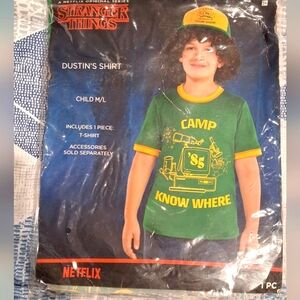 A NETFLIX ORIGINAL SERIES
STRANGER
THINGS
DUSTIN'S SHIRT
CHILD M/L
INCLUDES 1 PIECE:
T-SHIRT
ACCESSORIES
SOLD SEPARATELY
CAMP
'85
KNOW WHERE
NETFLIX
1 PC